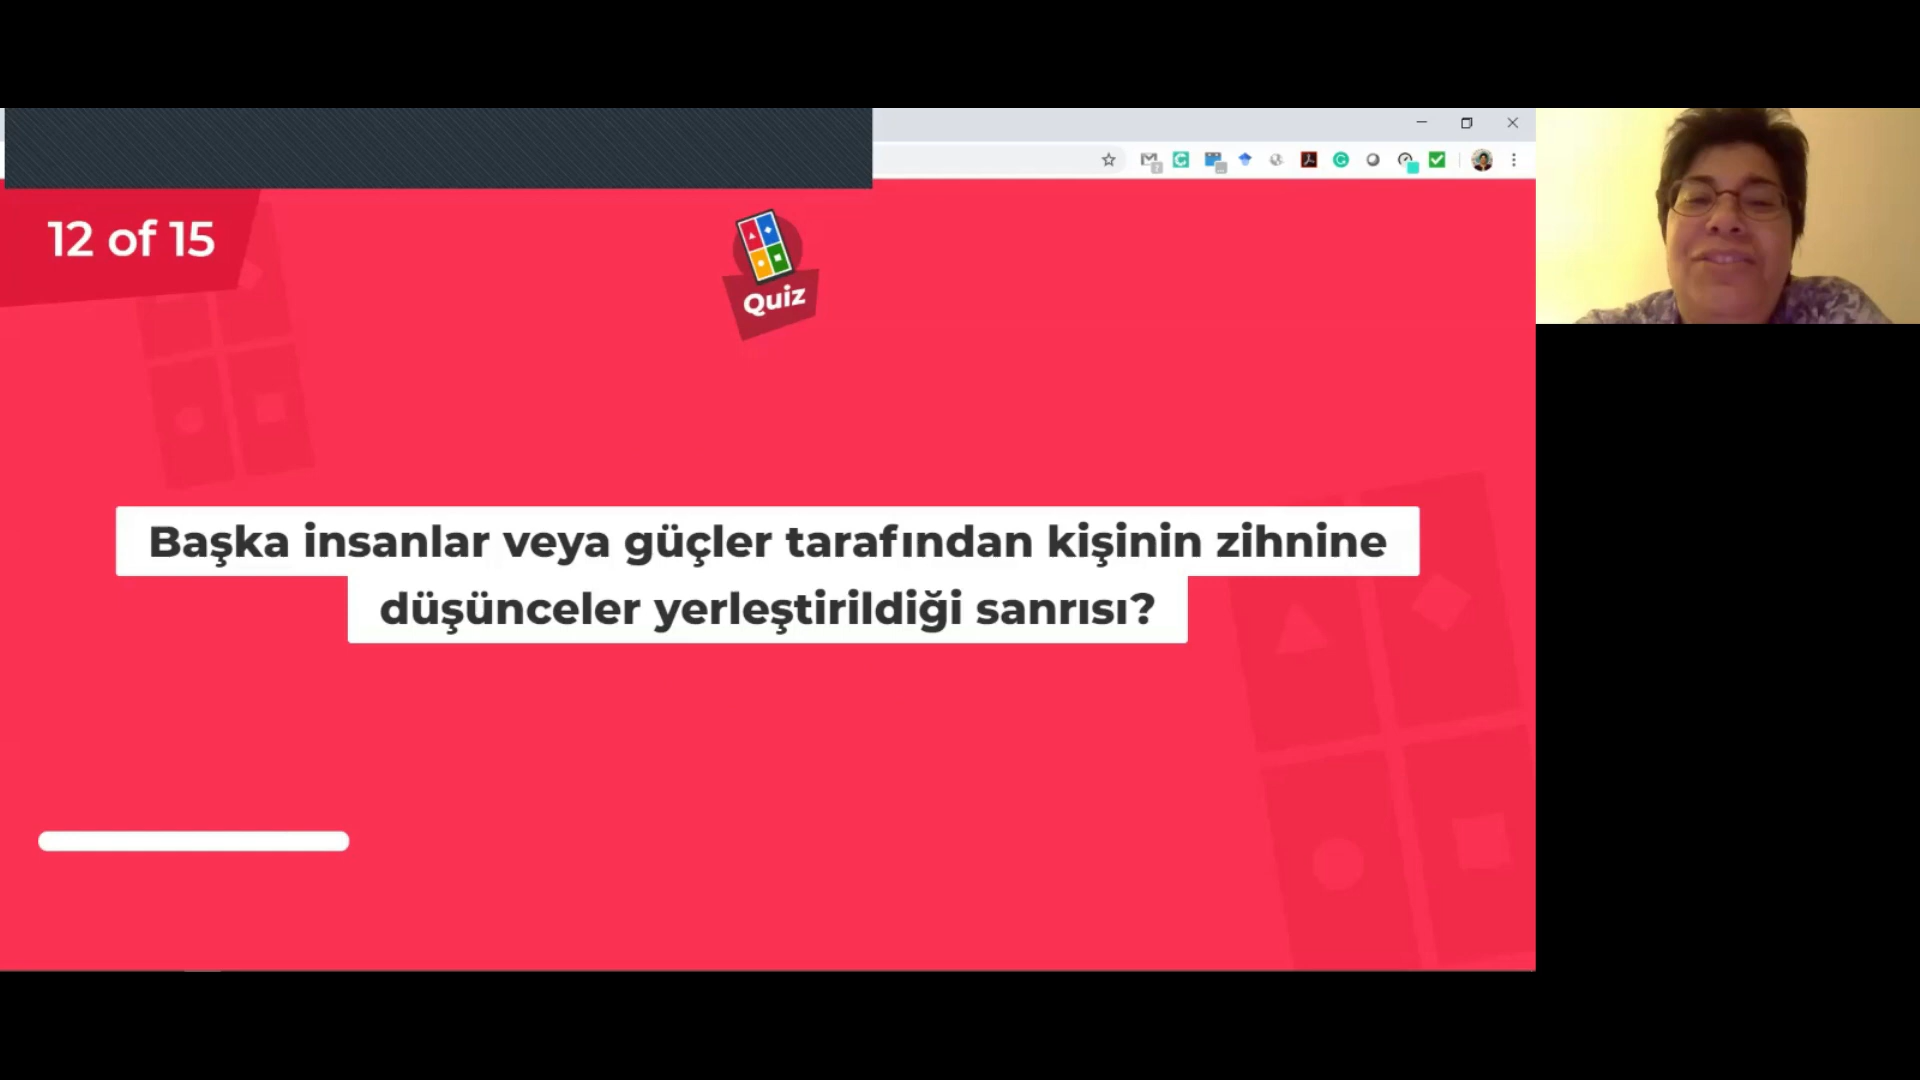 12 of 15
Quiz
Başka insanlar veya güçler tarafından kişinin zihnine
düşünceler yerleştirildiği sanrısı?